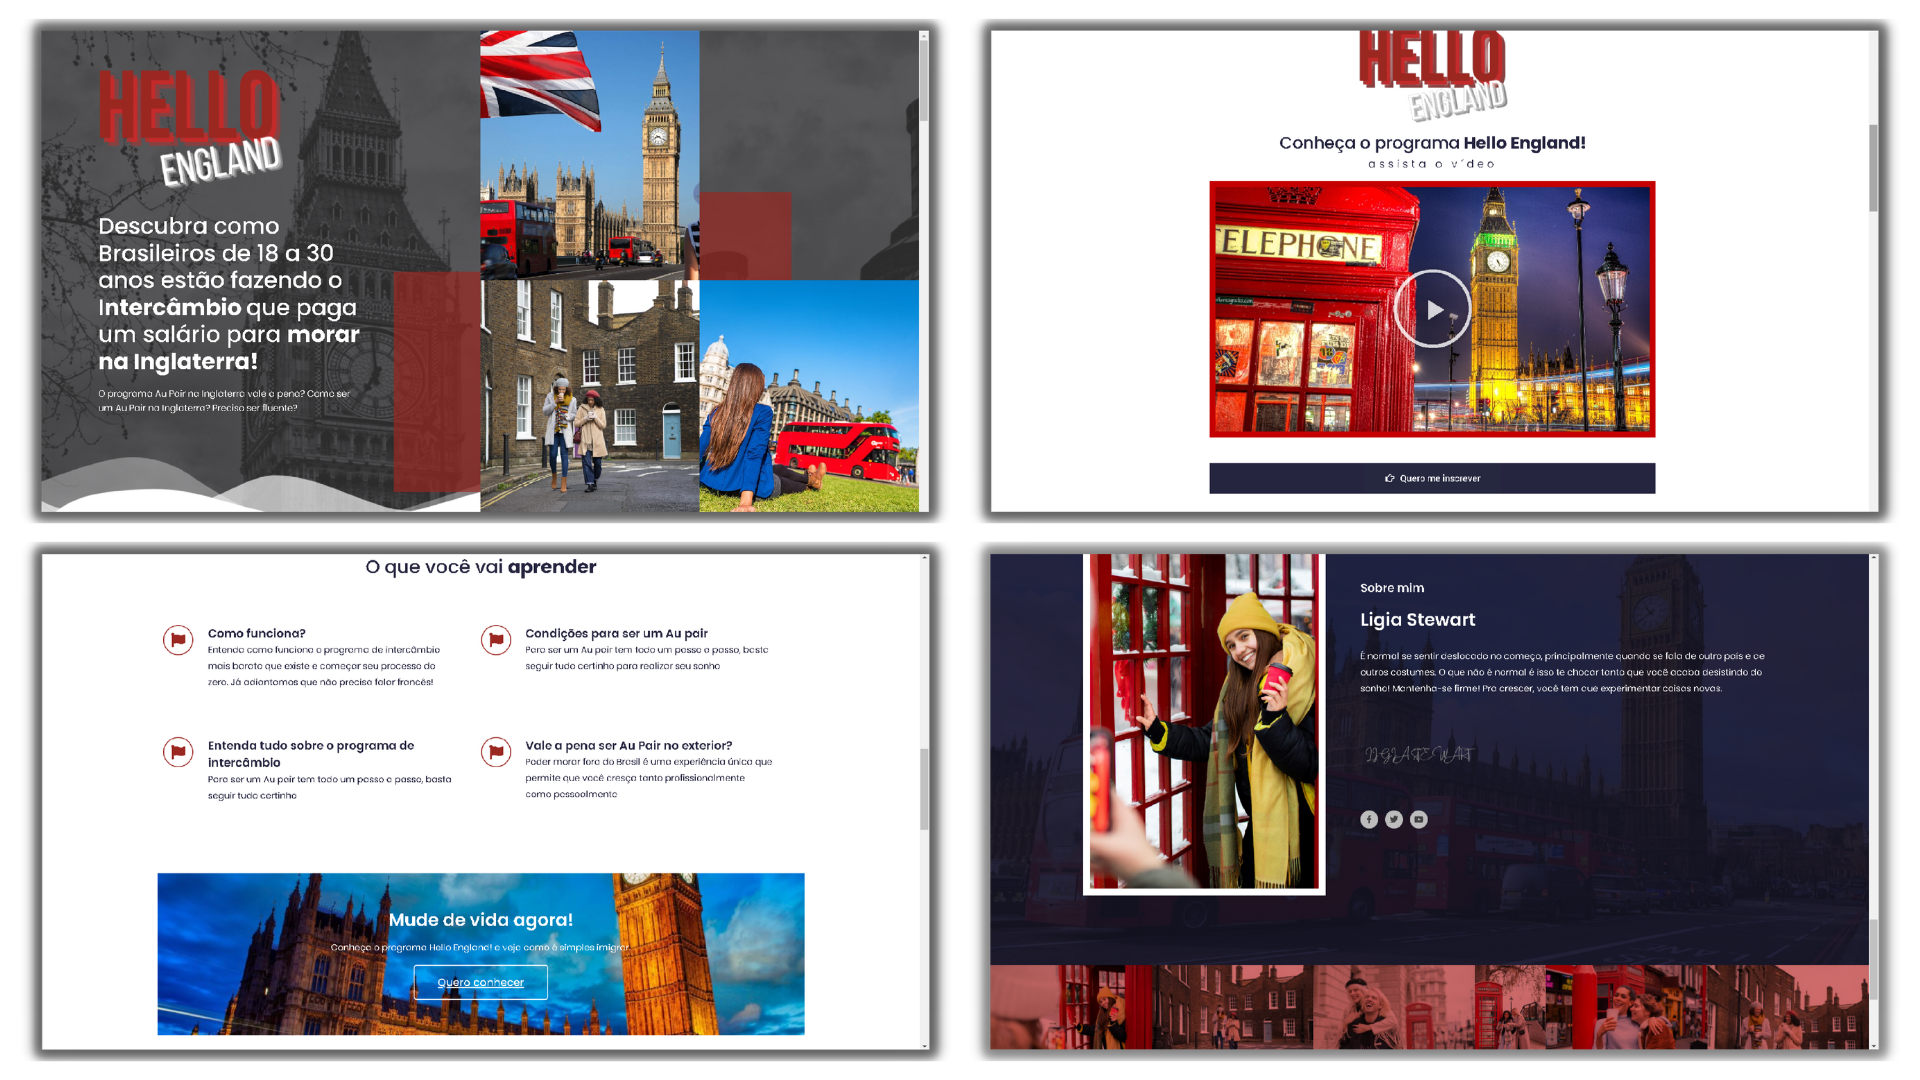 HELLO
ENGLAND
Descubra como
Brasileiros de 18 a 30
anos estão fazendo o
Intercâmbio que paga
um salário para morar
na Inglaterra!
O programa Au Pair na Inglaterra vale a pena? Como ser
um Au Pair na Inglaterra? Preciso ser fluente?
HELLO
ENGLAND
Conheça o programa Hello England!
assista o vídeo
TELEPHONE
Quero me inscrever
O que você vai aprender
Como funciona?
Entenda como funciona o programa de intercâmbio
mais barato que existe e começar seu processo do
zero. Já adiantamos que não precisa falar francês!
Condições para ser um Au pair
Para ser um Au pair tem todo um passo a passo, basta
seguir tudo certinho para realizar seu sonho
Entenda tudo sobre o programa de
intercâmbio
Para ser um Au pair tem todo um passo a passo, basta
seguir tudo certinho
Vale a pena ser Au Pair no exterior?
Poder morar fora do Brasil é uma experiência única que
permite que você cresça tanto profissionalmente
como pessoalmente
Mude de vida agora!
Conheça o programa Hello England! e veja como é simples imigrar.
Quero conhecer
Sobre mim
Ligia Stewart
É normal se sentir deslocado no começo, principalmente quando se fala de outro país e de
outros costumes. O que não é normal é isso te chocar tanto que você acaba desistindo do
sonho! Mantenha-se firme! Pra crescer, você tem que experimentar coisas novas.